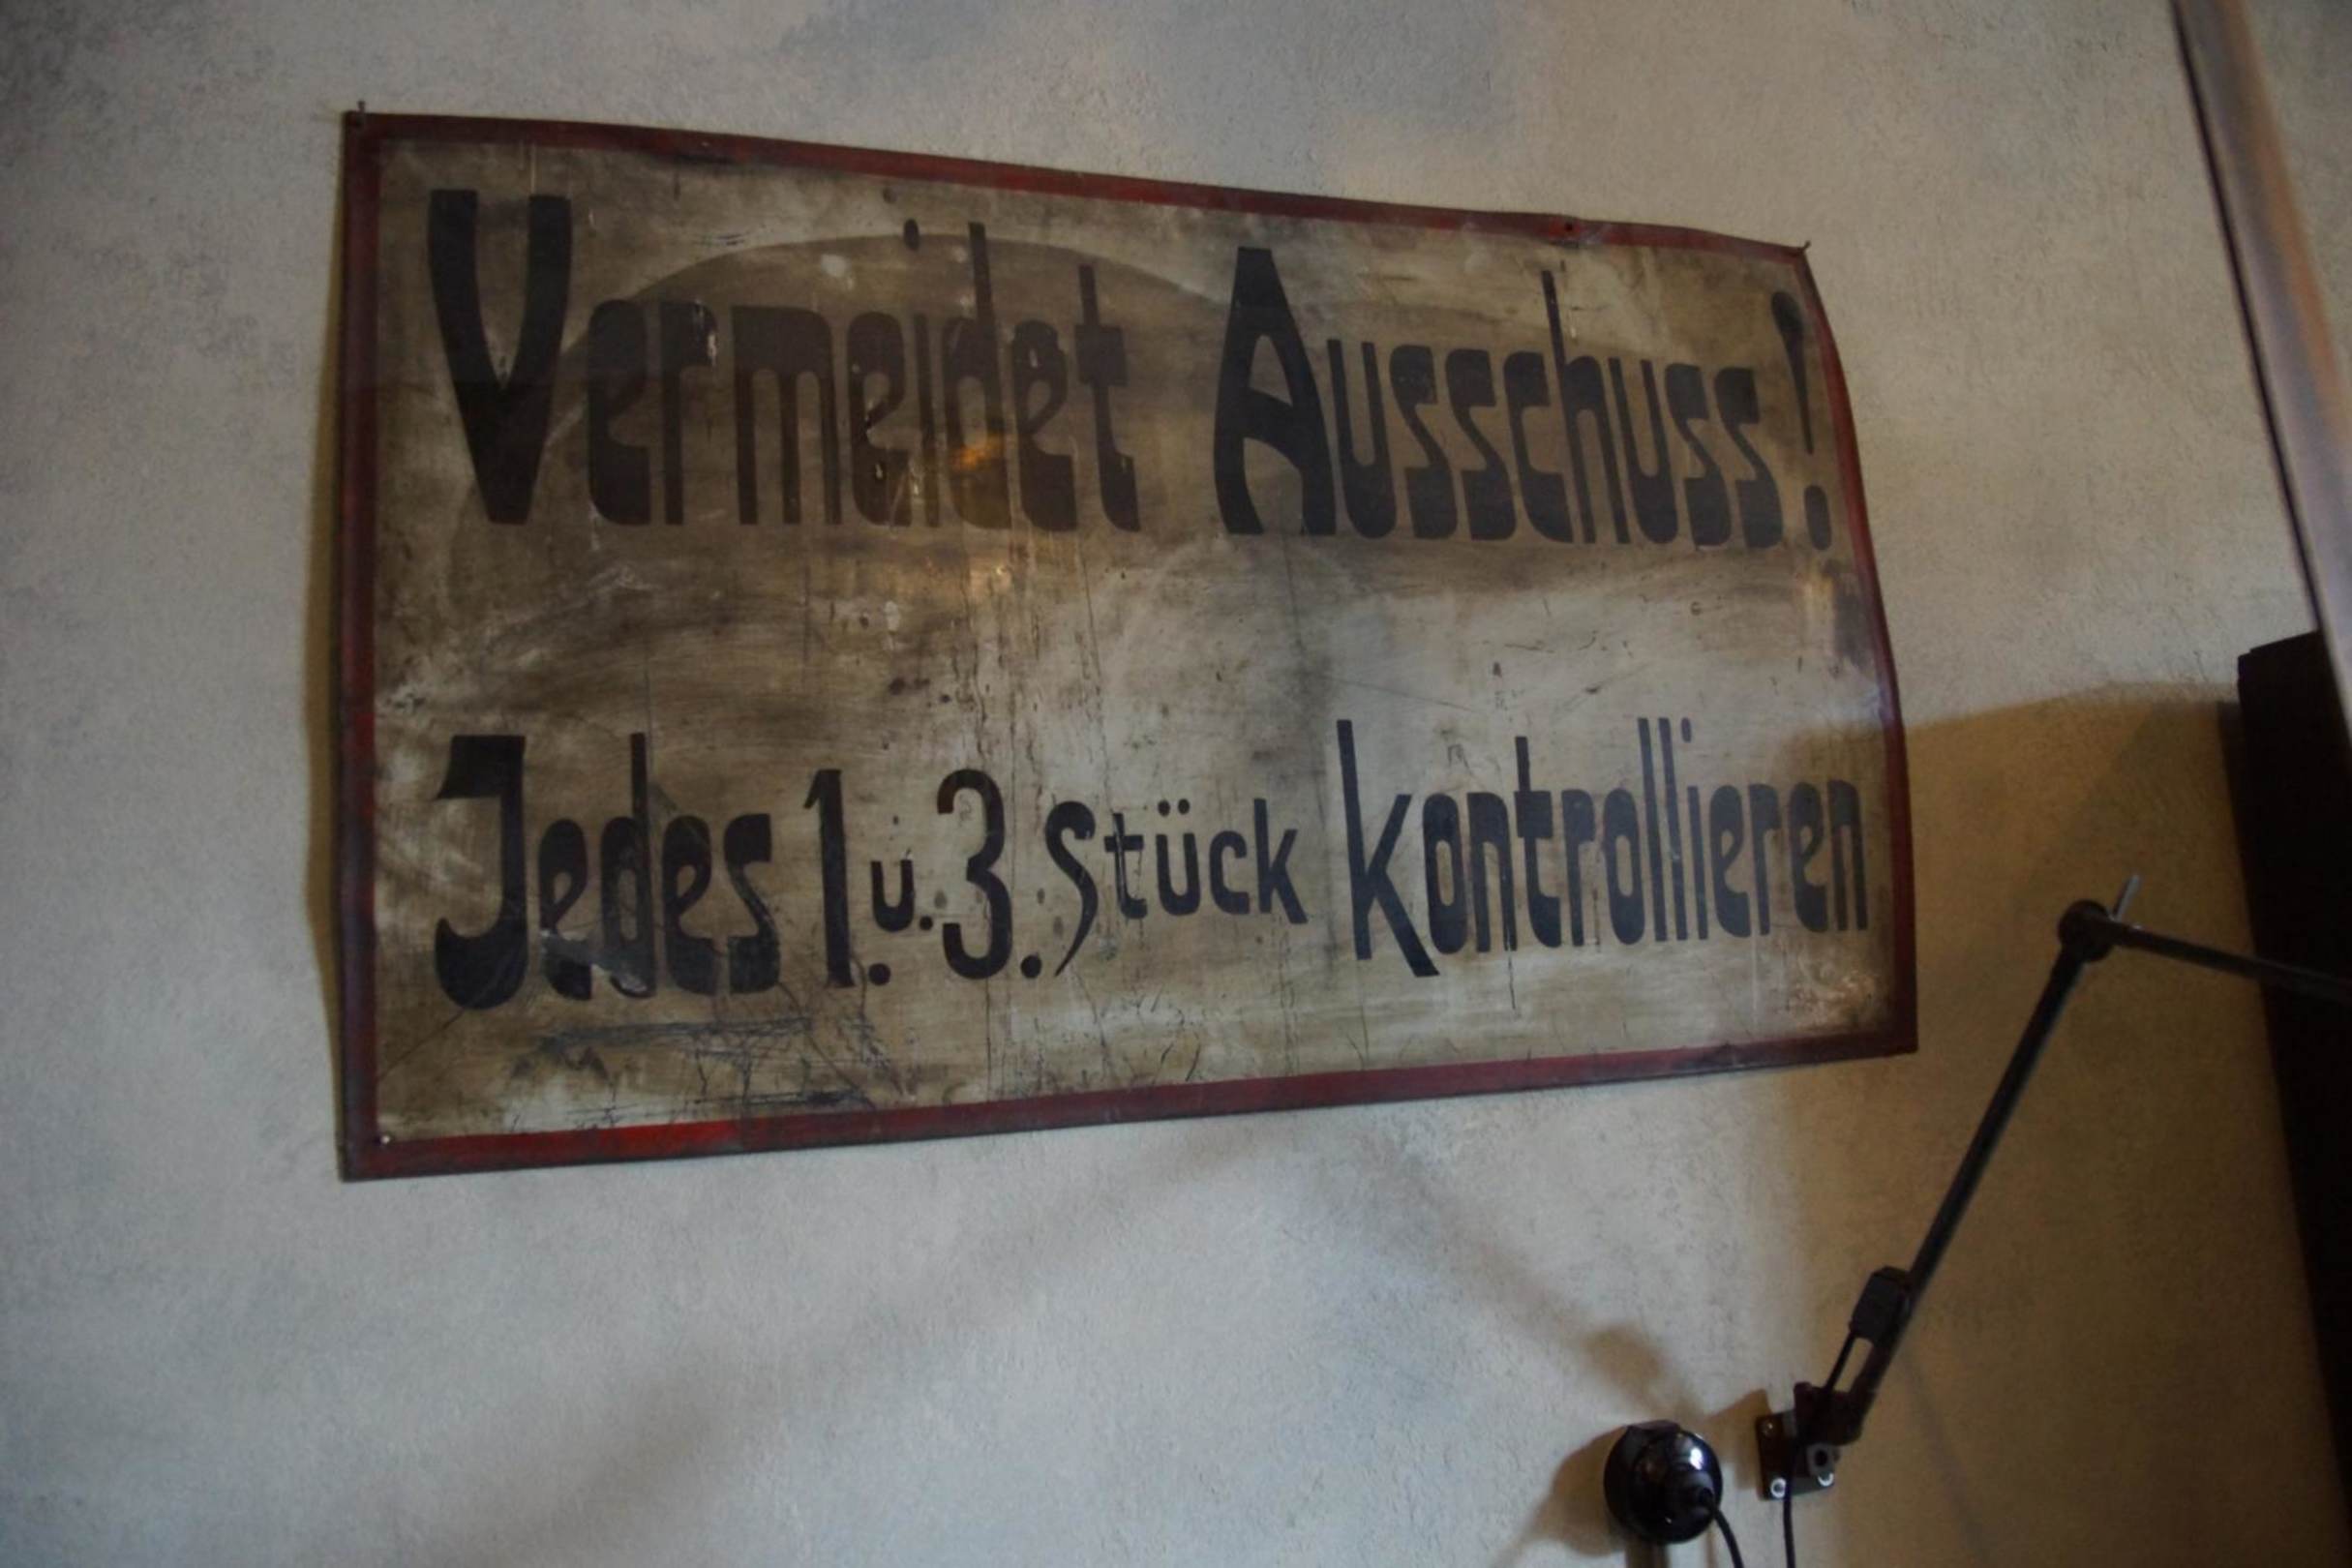 Vermeidet Ausschuss!
Jedes 1. u. 3. Stück kontrollieren